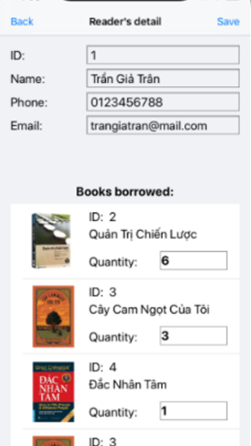 Back Reader's detail Save
ID: 1
Name: Trần Giả Trân
Phone: 0123456788
Email: trangiatran@mail.com
Books borrowed:
ID: 2
Quản Trị Chiến Lược
Quantity: 6
ID: 3
Cây Cam Ngọt Của Tôi
Quantity: 3
ĐẮC
NHÂN
TÂM
ID: 4
Đắc Nhân Tâm
Quantity: 1
ID: 3